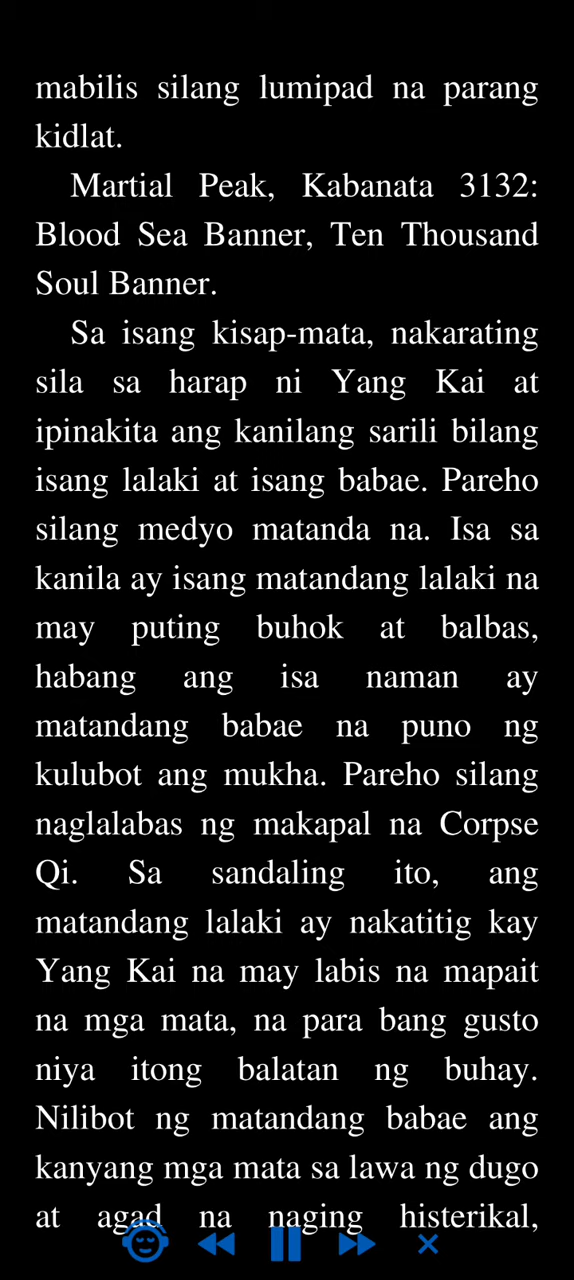 mabilis silang lumipad na parang
kidlat.
Martial Peak, Kabanata 3132:
Blood Sea Banner, Ten Thousand
Soul Banner.
Sa isang kisap-mata, nakarating
sila sa harap ni Yang Kai at
ipinakita ang kanilang sarili bilang
isang lalaki at isang babae. Pareho
silang medyo matanda na. Isa sa
kanila ay isang matandang lalaki na
may puting buhok at balbas,
habang ang isa naman ay
matandang babae na puno ng
kulubot ang mukha. Pareho silang
naglalabas ng makapal na Corpse
Qi. Sa sandaling ito, ang
matandang lalaki ay nakatitig kay
Yang Kai na may labis na mapait
na mga mata, na para bang gusto
niya itong balatan ng buhay.
Nilibot ng matandang babae ang
kanyang mga mata sa lawa ng dugo
at agad na naging histerikal,